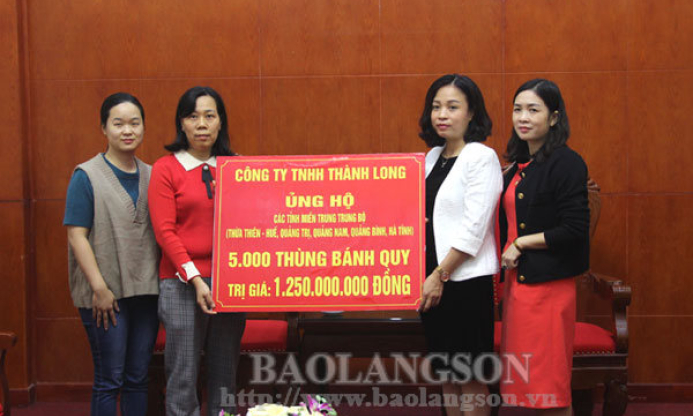 CÔNG TY TNHH THÀNH LONG
ỦNG HỘ
CÁC TỈNH MIỀN TRUNG TRUNG BỘ
(THỪA THIÊN - HUẾ, QUẢNG TRỊ, QUẢNG NAM, QUẢNG BÌNH, HÀ TĨNH)
5.000 THÙNG BÁNH QUY
TRỊ GIÁ: 1.250.000.000 ĐỒNG
BAOLANGSON
http://www.baolangson.vn